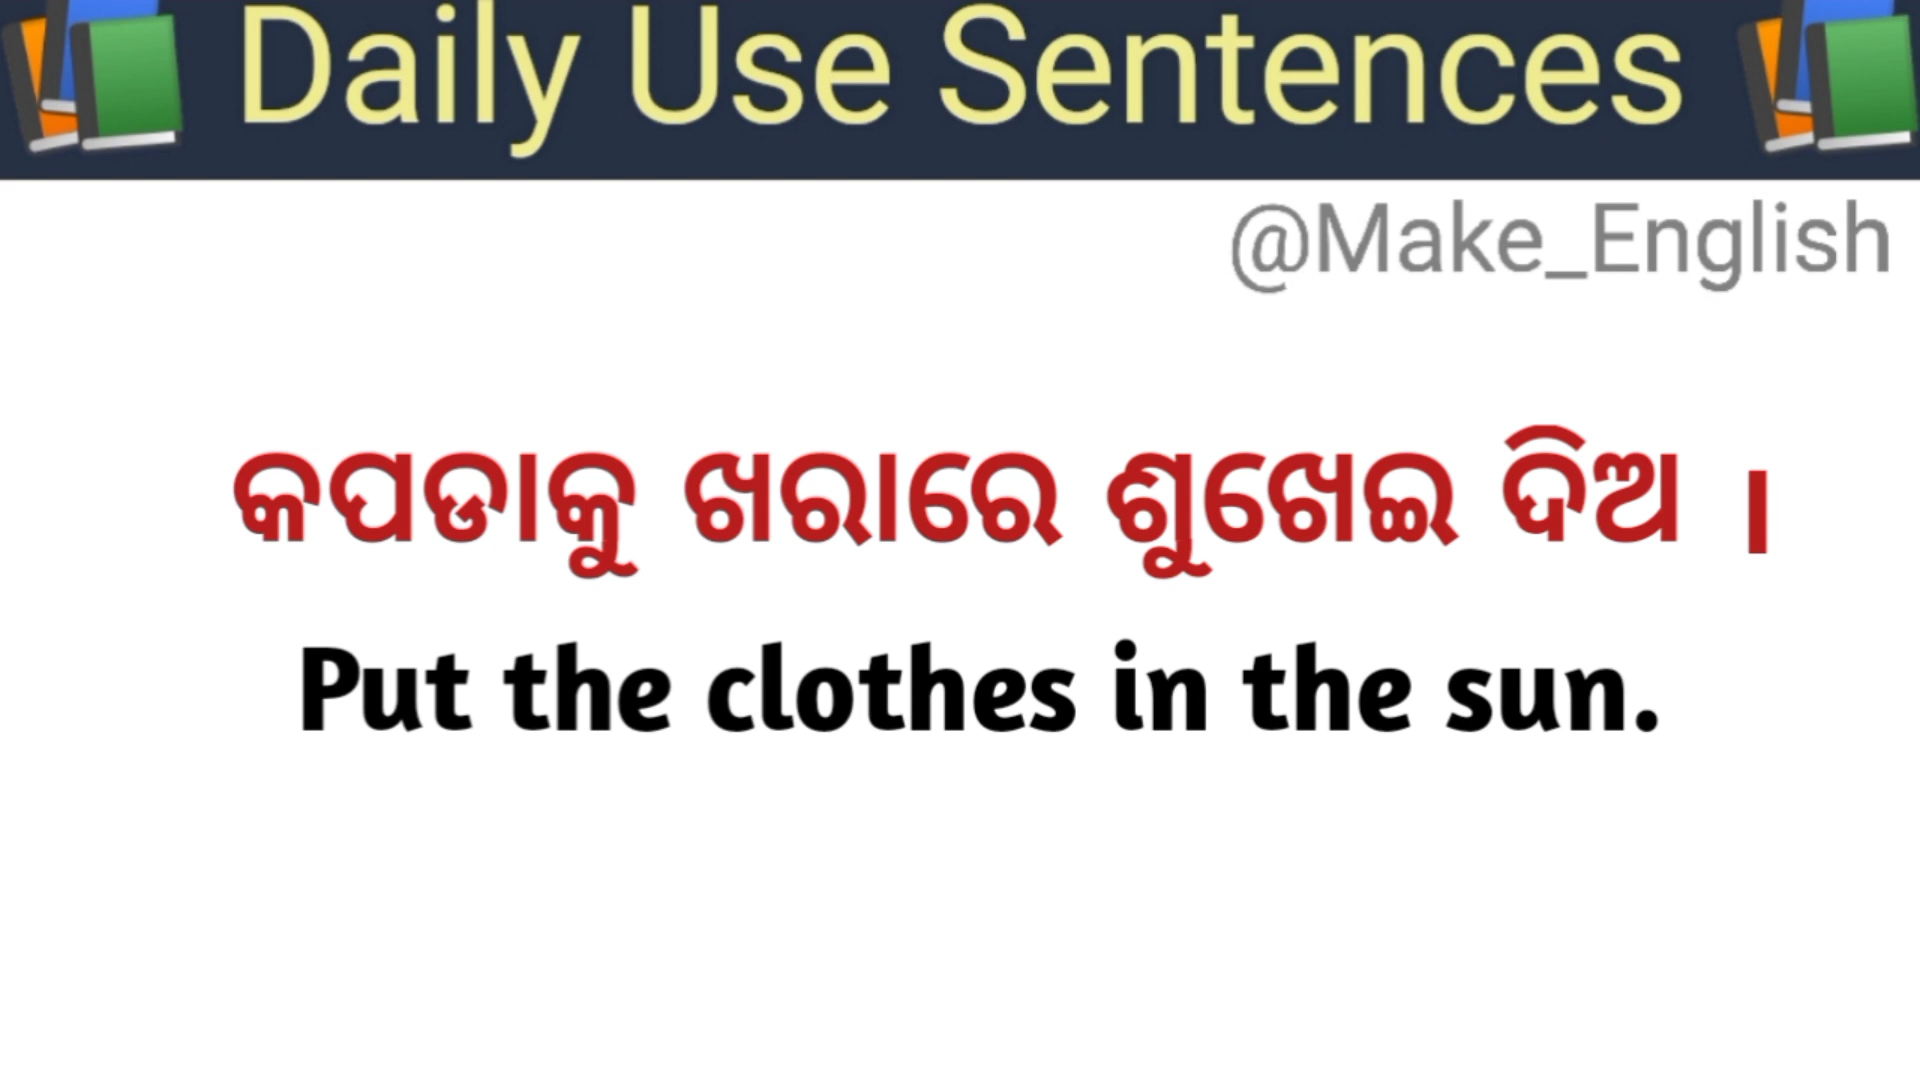 Daily Use Sentences
@Make_English
କପଡାକୁ ଖରାରେ ଶୁଖେଇ ଦିଅ ।
Put the clothes in the sun.